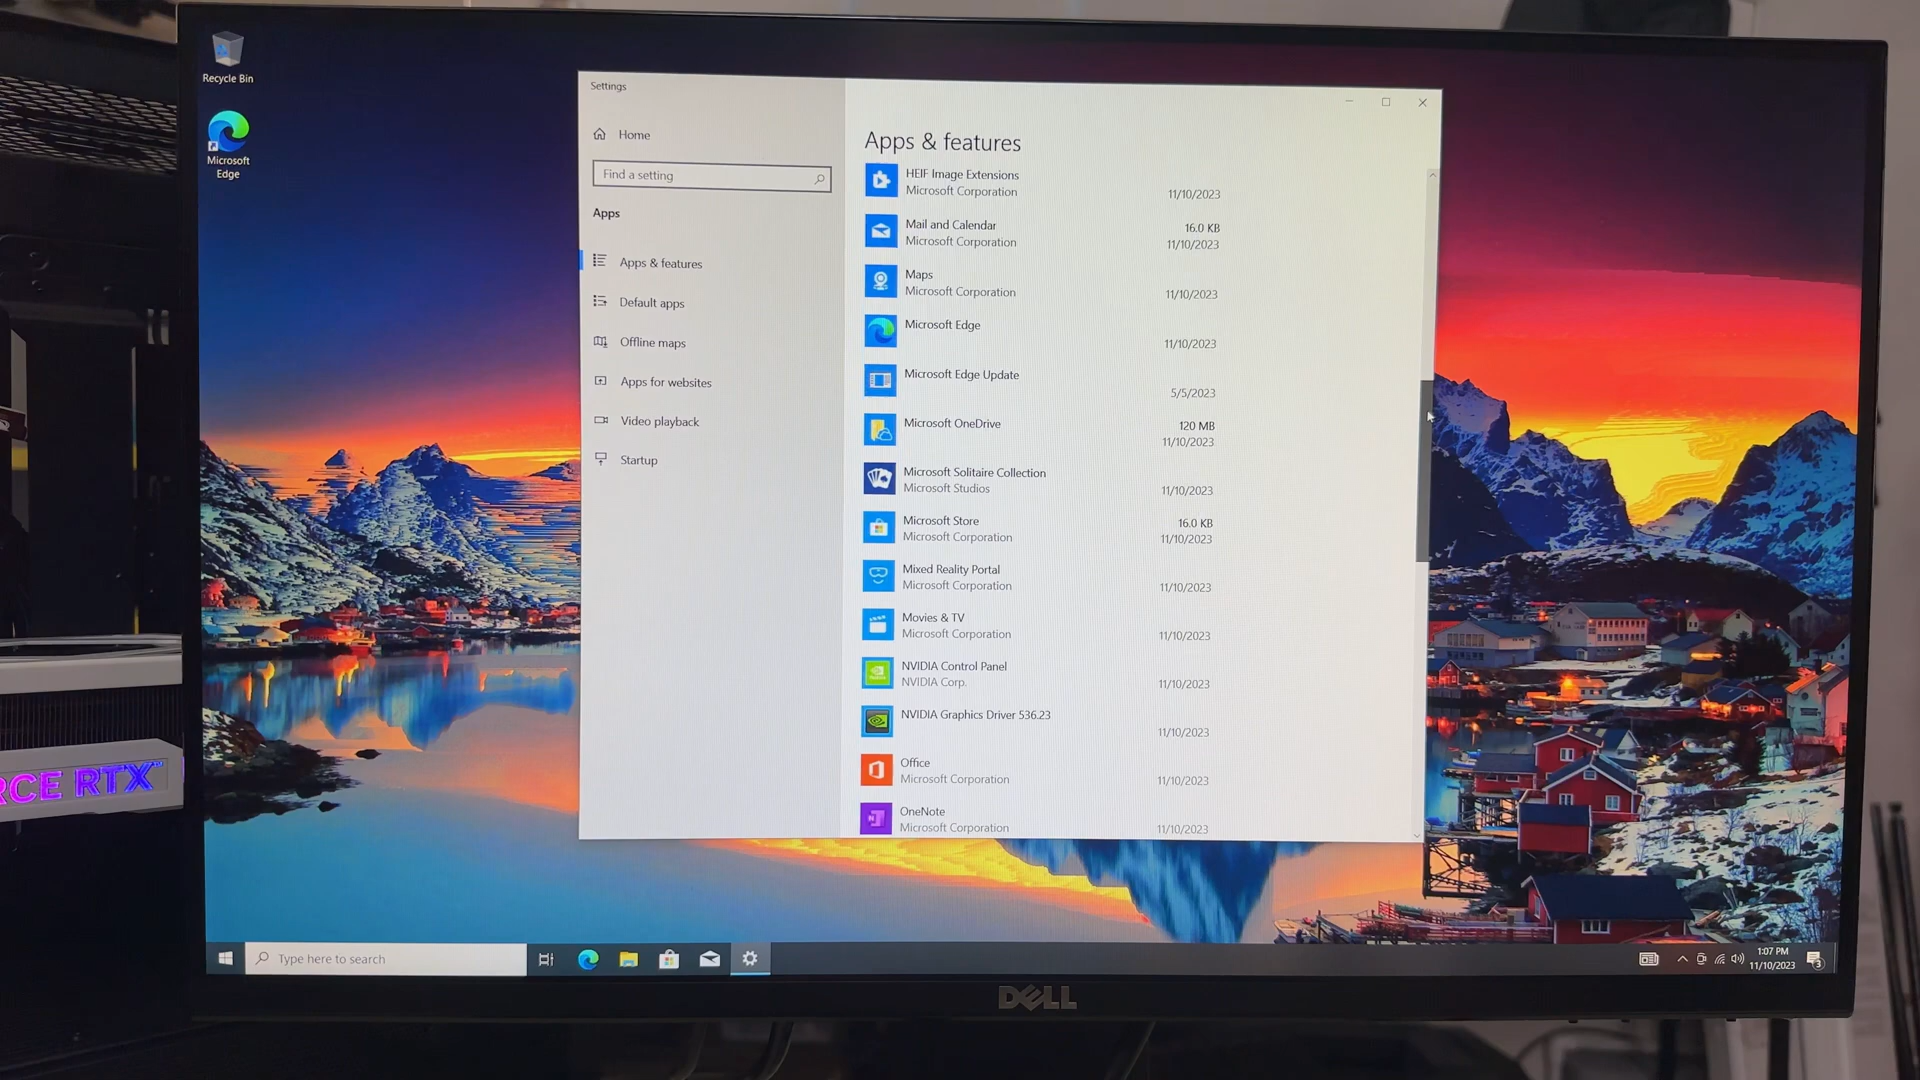 Recycle Bin
Microsoft
Edge
Settings
Home
Find a setting
Apps
Apps & features
Default apps
Offline maps
Apps for websites
Video playback
Startup
Apps & features
HEIF Image Extensions
Microsoft Corporation
11/10/2023
Mail and Calendar
16.0 KB
Microsoft Corporation
11/10/2023
Maps
Microsoft Corporation
11/10/2023
Microsoft Edge
11/10/2023
Microsoft Edge Update
5/5/2023
Microsoft OneDrive
120 MB
11/10/2023
Microsoft Solitaire Collection
Microsoft Studios
11/10/2023
Microsoft Store
16.0 KB
Microsoft Corporation
11/10/2023
Mixed Reality Portal
Microsoft Corporation
11/10/2023
Movies & TV
Microsoft Corporation
11/10/2023
NVIDIA Control Panel
NVIDIA Corp.
11/10/2023
NVIDIA Graphics Driver 536.23
11/10/2023
Office
Microsoft Corporation
11/10/2023
OneNote
Microsoft Corporation
11/10/2023
RCE RTX
Type here to search
1:07 PM
11/10/2023
3
DELL